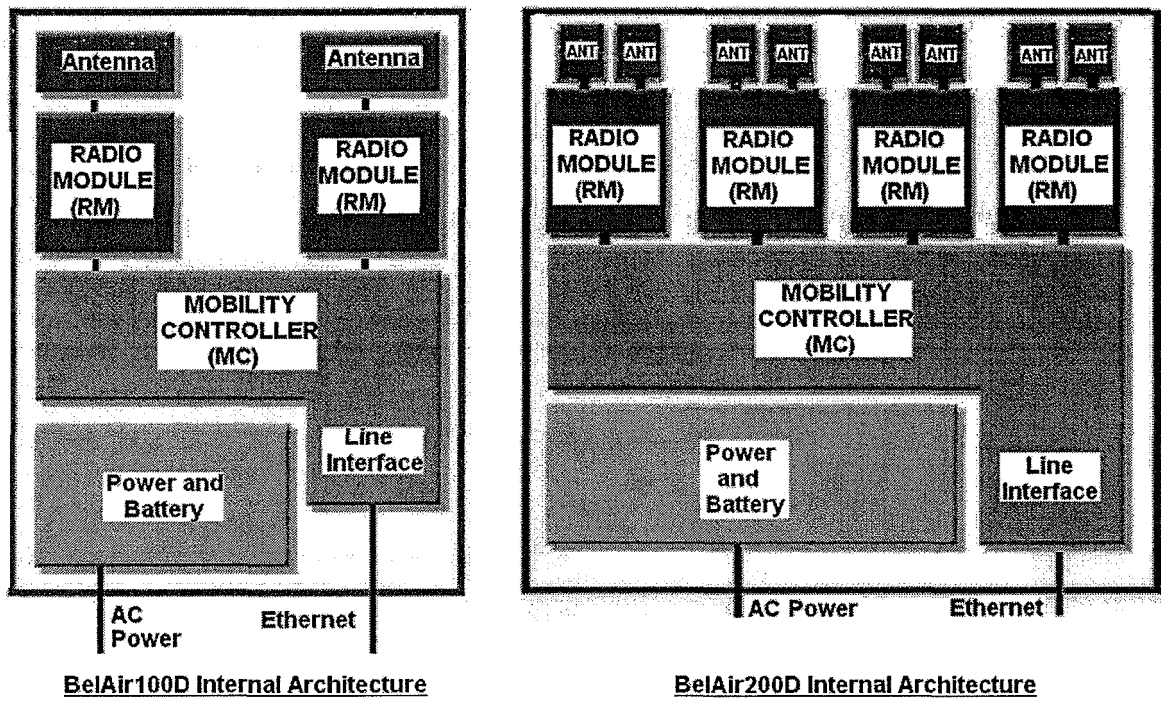 Antenna
Antenna
RADIO
MODULE
(RM)
RADIO
MODULE
(RM)
MOBILITY
CONTROLLER
(MC)
Line
Interface
Power and
Battery
AC
Power
Ethernet
BelAir100D Internal Architecture
ANT ANT ANT ANT ANT ANT ANT ANT
RADIO
MODULE
(RM)
RADIO
MODULE
(RM)
RADIO
MODULE
(RM)
RADIO
MODULE
(RM)
MOBILITY
CONTROLLER
(MC)
Power
and
Battery
Line
Interface
AC Power
Ethernet
BelAir200D Internal Architecture